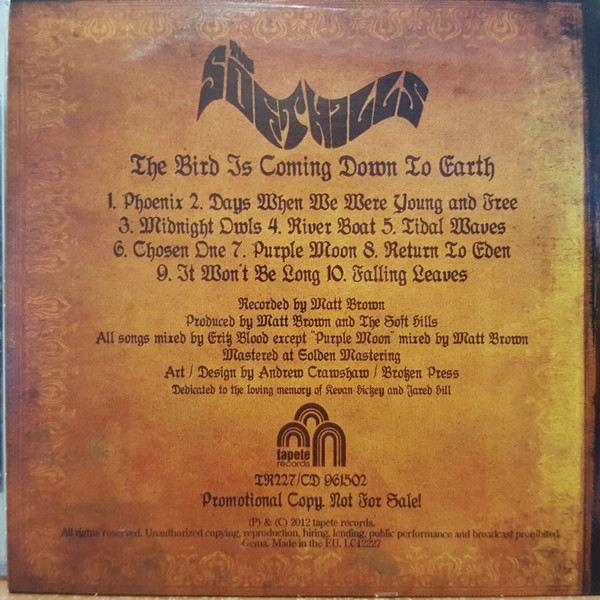 THE
SÖFT HILLS
The Bird Is Coming Down To Earth
1. Phoenix 2. Days When We Were Young and Free
3. Midnight Owls 4. River Boat 5. Tidal Waves
6. Chosen One 7. Purple Moon 8. Return To Eden
9. It Won't Be Long 10. Falling Leaves
Recorded by Matt Brown
Produced by Matt Brown and The Soft Hills
All songs mixed by Erik Blood except "Purple Moon" mixed by Matt Brown
Mastered at Golden Mastering
Art / Design by Andrew Crawshaw / Broken Press
Dedicated to the loving memory of Kevan Hickey and Jared Hill
tapete
records
TR227/CD 961502
Promotional Copy. Not For Sale!
(P) & (C) 2012 tapete records.
All rights reserved. Unauthorized copying, reproduction, hiring, lending, public performance and broadcast prohibited.
Gema. Made in the EU. LC12227